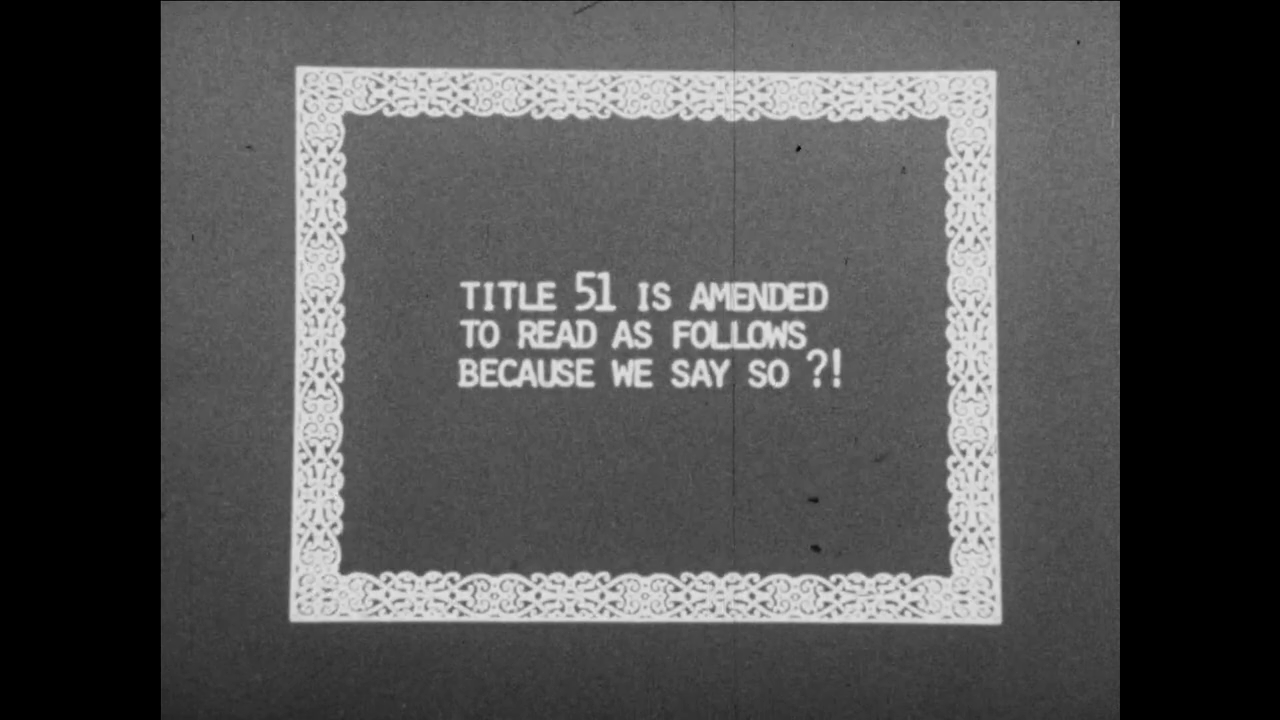 TITLE 51 IS AMENDED
TO READ AS FOLLOWS
BECAUSE WE SAY SO ?!